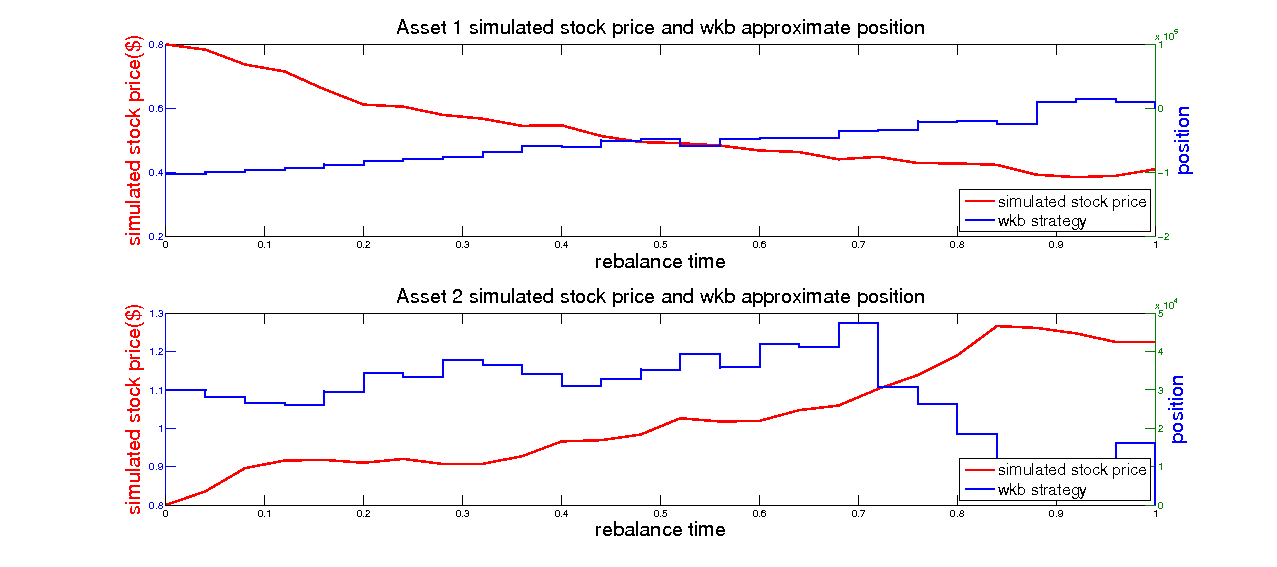 Asset 1 simulated stock price and wkb approximate position
x 10^5
simulated stock price($)
0.8
0.6
0.4
0.2
1
0
-1
-2
position
simulated stock price
wkb strategy
0 0.1 0.2 0.3 0.4 0.5 0.6 0.7 0.8 0.9 1
rebalance time
Asset 2 simulated stock price and wkb approximate position
x 10^4
simulated stock price($)
1.3
1.2
1.1
1
0.9
0.8
5
4
3
2
1
0
position
simulated stock price
wkb strategy
0 0.1 0.2 0.3 0.4 0.5 0.6 0.7 0.8 0.9 1
rebalance time